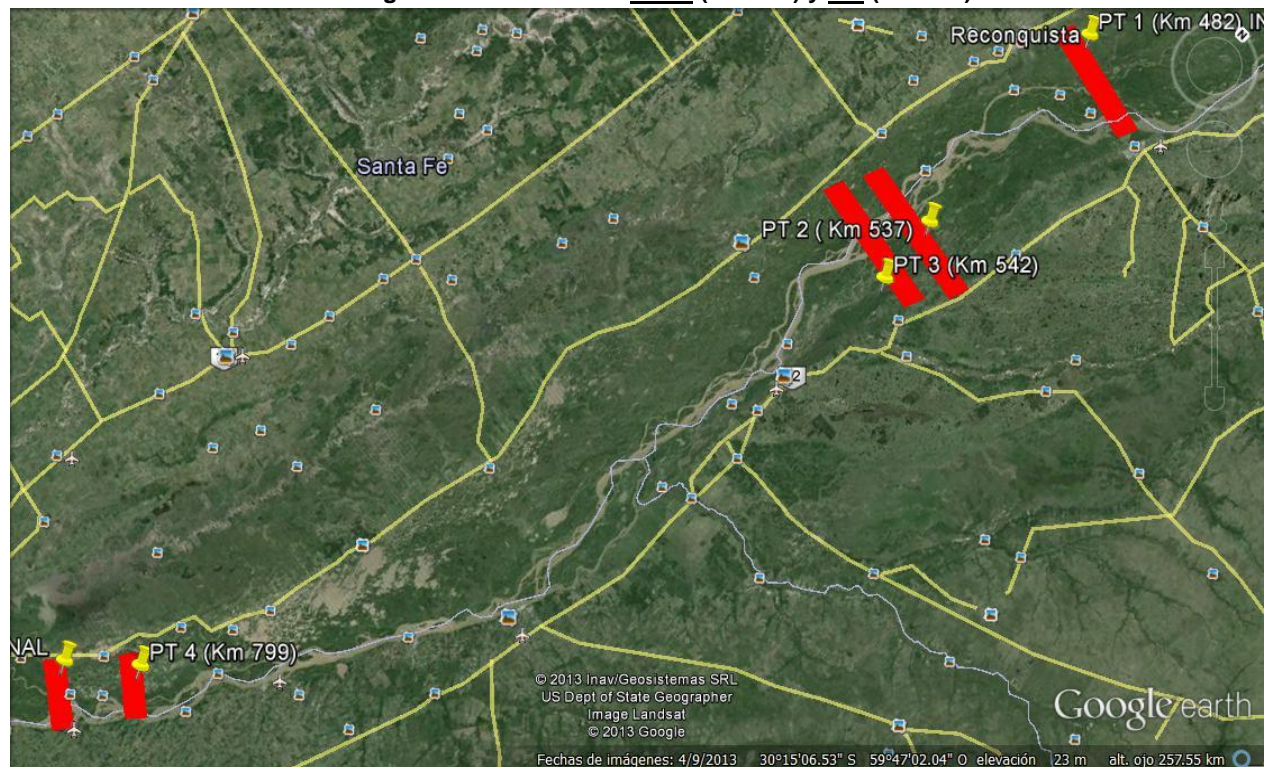 Reconquista
PT 1 (Km 482) IN
N
Santa Fe
PT 2 ( Km 537)
PT 3 (Km 542)
2
NAL
PT 4 (Km 799)
© 2013 Inav/Geosistemas SRL
US Dept of State Geographer
Image Landsat
© 2013 Google
Google earth
Fechas de imágenes: 4/9/2013 30°15'06.53" S 59°47'02.04" O elevación 23 m alt. ojo 257.55 km